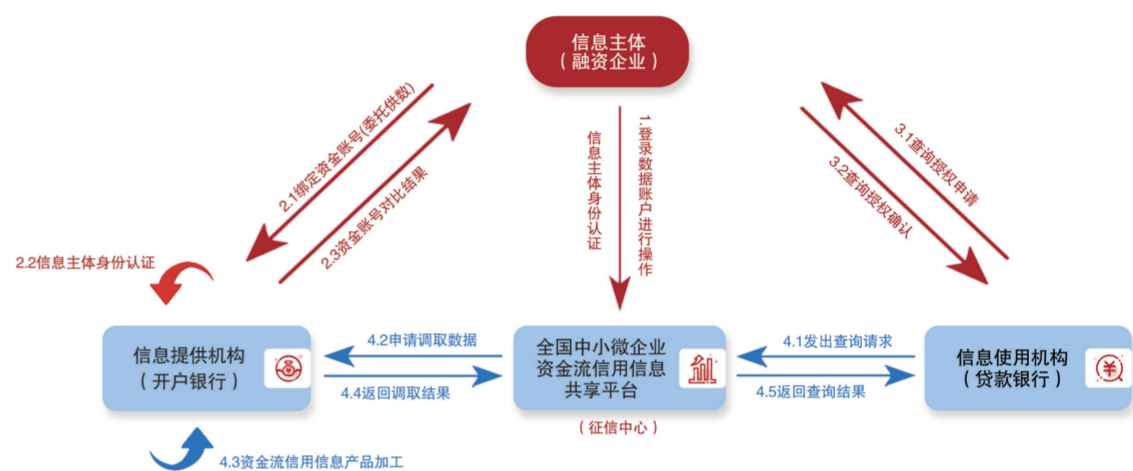 信息主体
（融资企业）
2.1绑定资金账号(委托供数)
2.3资金账号对比结果
信息主体身份认证
1.登录数据账户进行操作
3.1查询授权申请
3.2查询授权确认
2.2信息主体身份认证
信息提供机构
（开户银行）
4.2申请调取数据
4.4返回调取结果
全国中小微企业
资金流信用信息
共享平台
（征信中心）
4.1发出查询请求
4.5返回查询结果
信息使用机构
（贷款银行）
4.3资金流信用信息产品加工